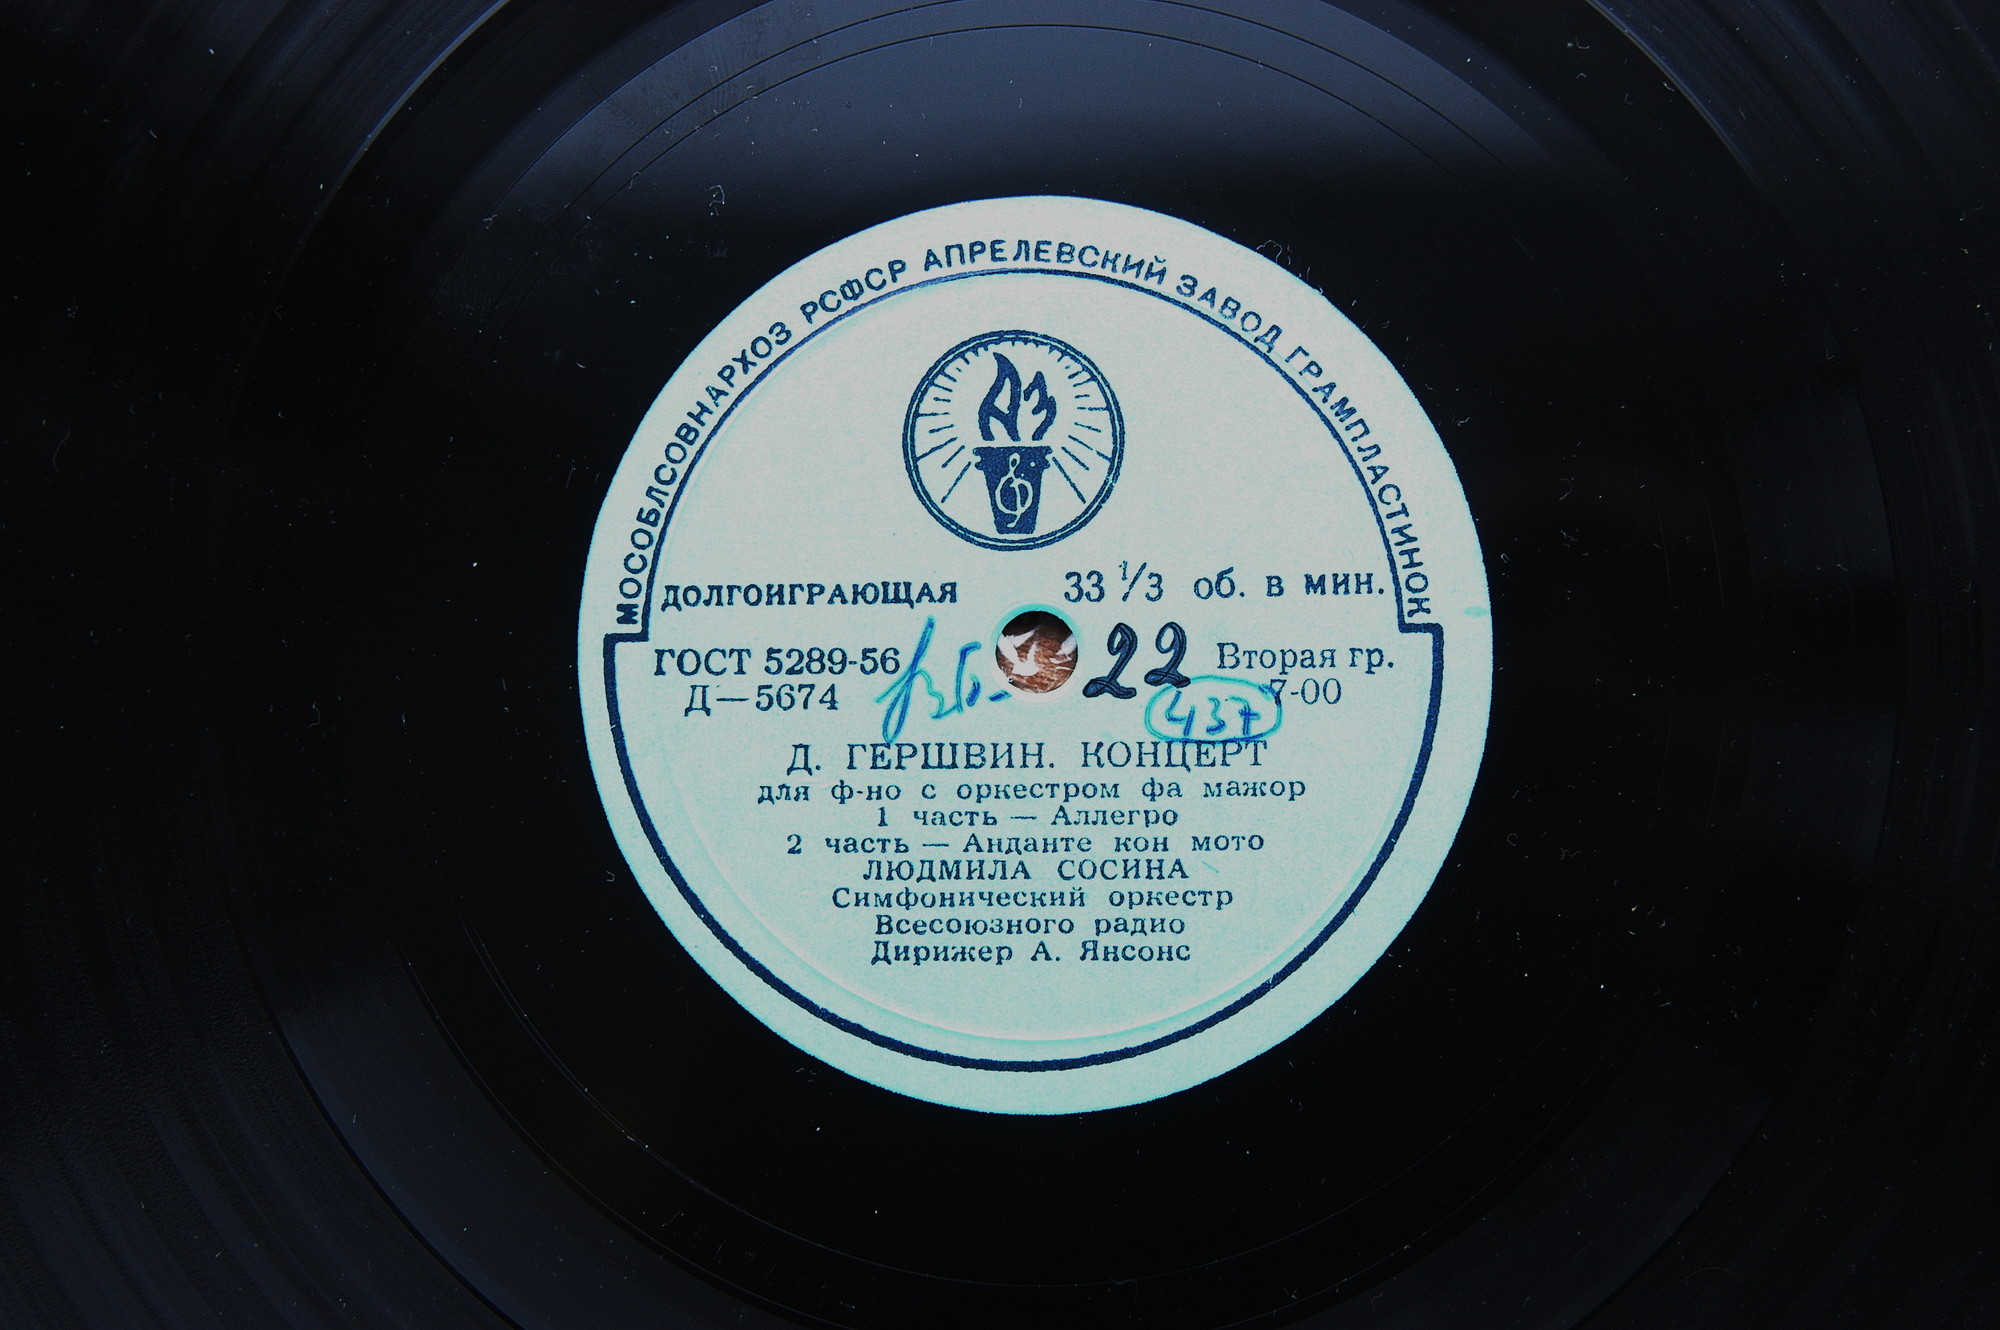 МОСОБЛСОВНАРХОЗ РСФСР АПРЕЛЕВСКИЙ ЗАВОД ГРАМПЛАСТИНОК
АЗ
ДОЛГОИГРАЮЩАЯ 33 1/3 об. в мин.
ГОСТ 5289-56 22 Вторая гр.
Д—5674 437 7-00
Д. ГЕРШВИН. КОНЦЕРТ
для ф-но с оркестром фа мажор
1 часть — Аллегро
2 часть — Анданте кон мото
ЛЮДМИЛА СОСИНА
Симфонический оркестр
Всесоюзного радио
Дирижер А. Янсонс